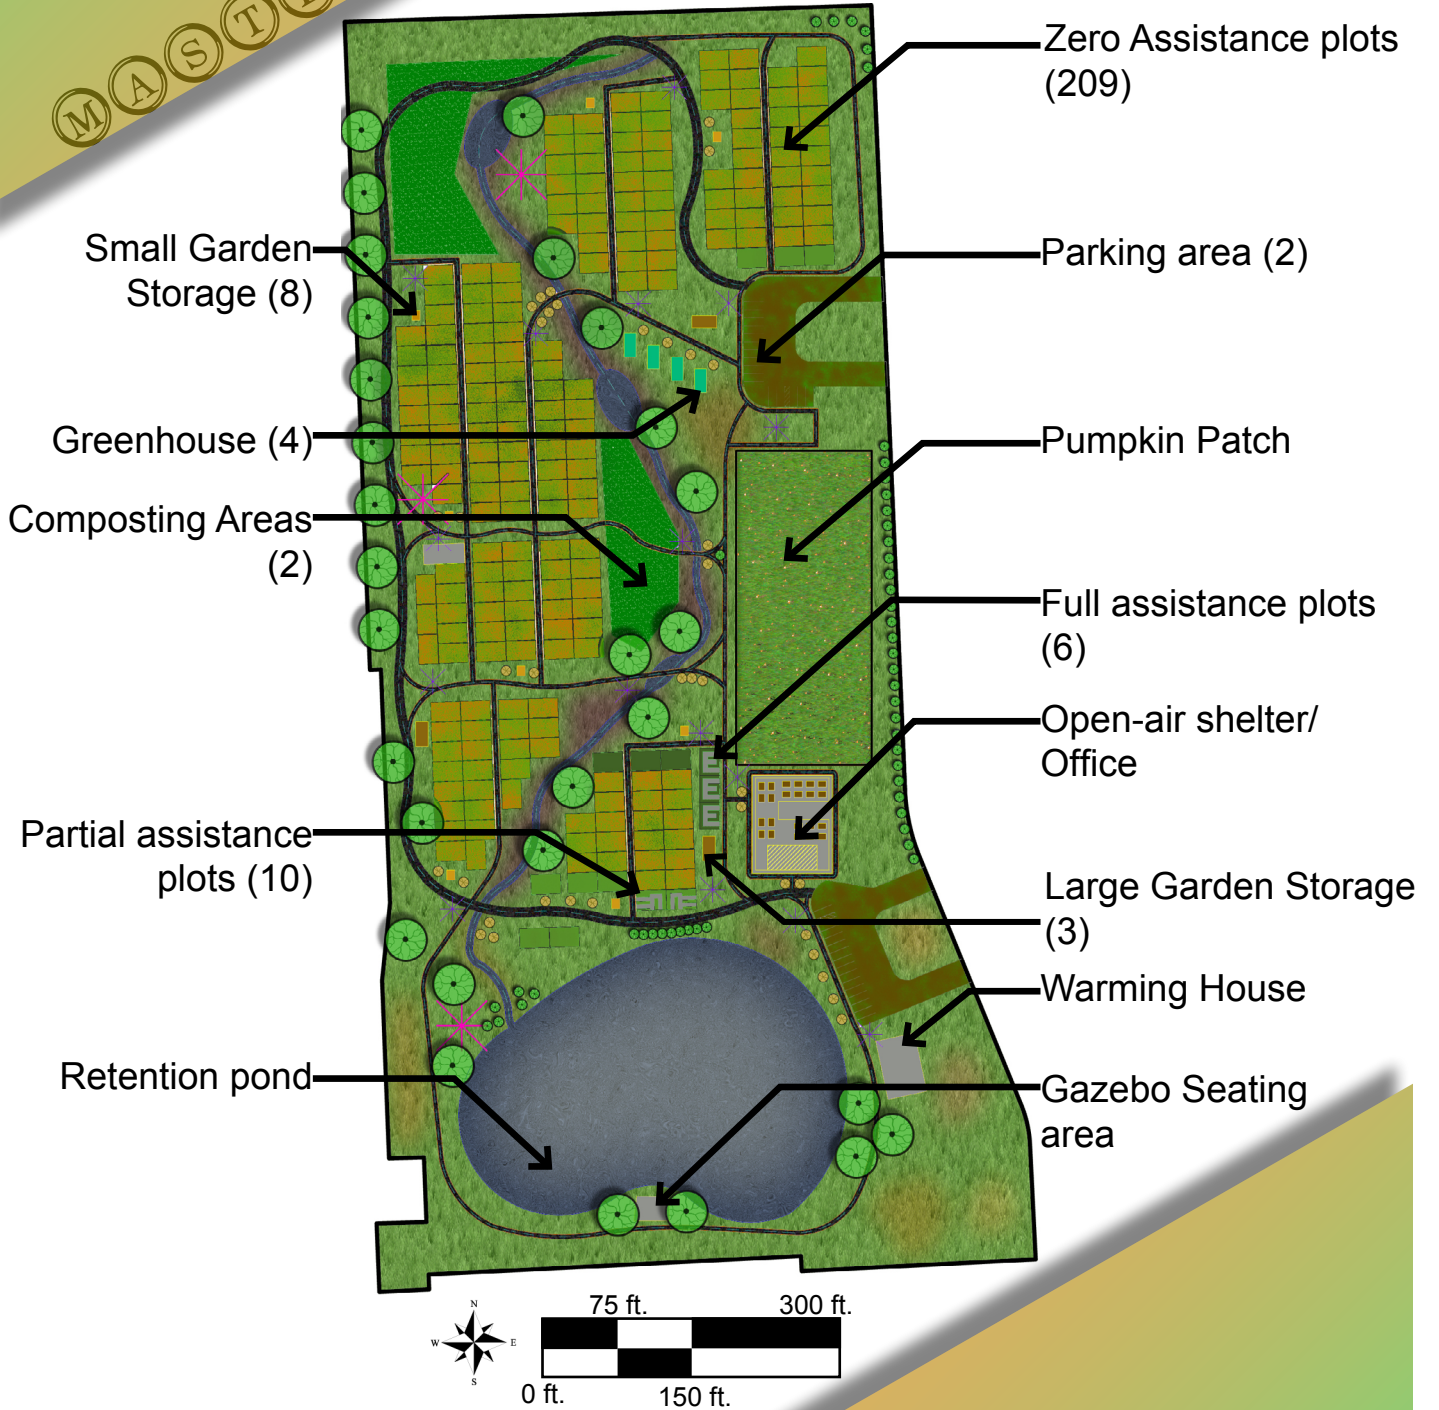 MAST
Zero Assistance plots
(209)
Small Garden
Storage (8)
Parking area (2)
Greenhouse (4)
Pumpkin Patch
Composting Areas
(2)
Full assistance plots
(6)
Open-air shelter/
Office
Partial assistance
plots (10)
Large Garden Storage
(3)
Warming House
Retention pond
Gazebo Seating
area
N
W
E
S
75 ft.
300 ft.
0 ft.
150 ft.